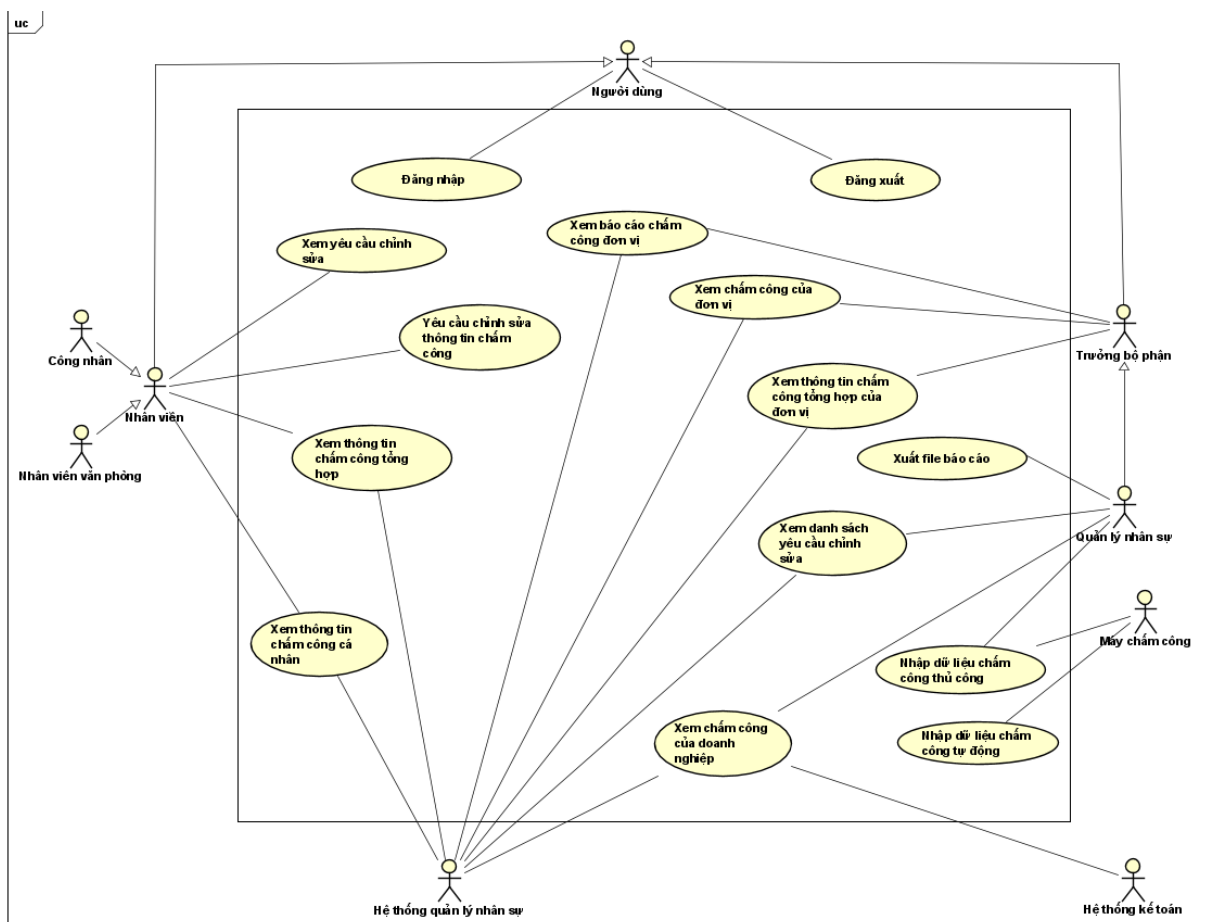 uc
Người dùng
Đăng nhập
Đăng xuất
Xem báo cáo chấm
công đơn vị
Xem yêu cầu chỉnh
sửa
Xem chấm công của
đơn vị
Yêu cầu chỉnh sửa
thông tin chấm
công
Công nhân
Trưởng bộ phận
Nhân viên
Xem thông tin chấm
công tổng hợp của
đơn vị
Xem thông tin
chấm công tổng
hợp
Xuất file báo cáo
Nhân viên văn phòng
Xem danh sách
yêu cầu chỉnh
sửa
Quản lý nhân sự
Xem thông tin
chấm công cá
nhân
Máy chấm công
Nhập dữ liệu chấm
công thủ công
Xem chấm công
của doanh
nghiệp
Nhập dữ liệu chấm
công tự động
Hệ thống quản lý nhân sự
Hệ thống kế toán